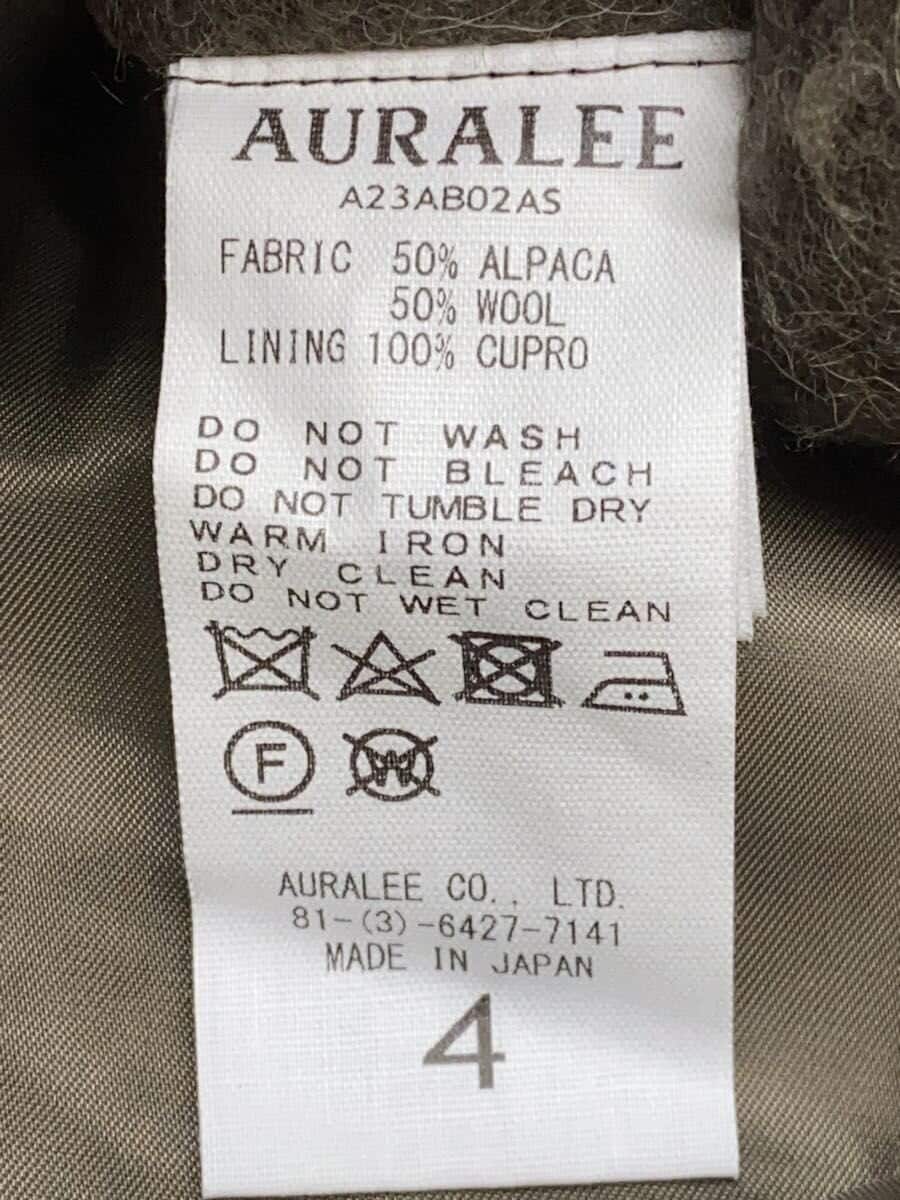 AURALEE
A23AB02AS
FABRIC 50% ALPACA
50% WOOL
LINING 100% CUPRO
DO NOT WASH
DO NOT BLEACH
DO NOT TUMBLE DRY
WARM IRON
DRY CLEAN
DO NOT WET CLEAN
F W
AURALEE CO., LTD.
81-(3)-6427-7141
MADE IN JAPAN
4